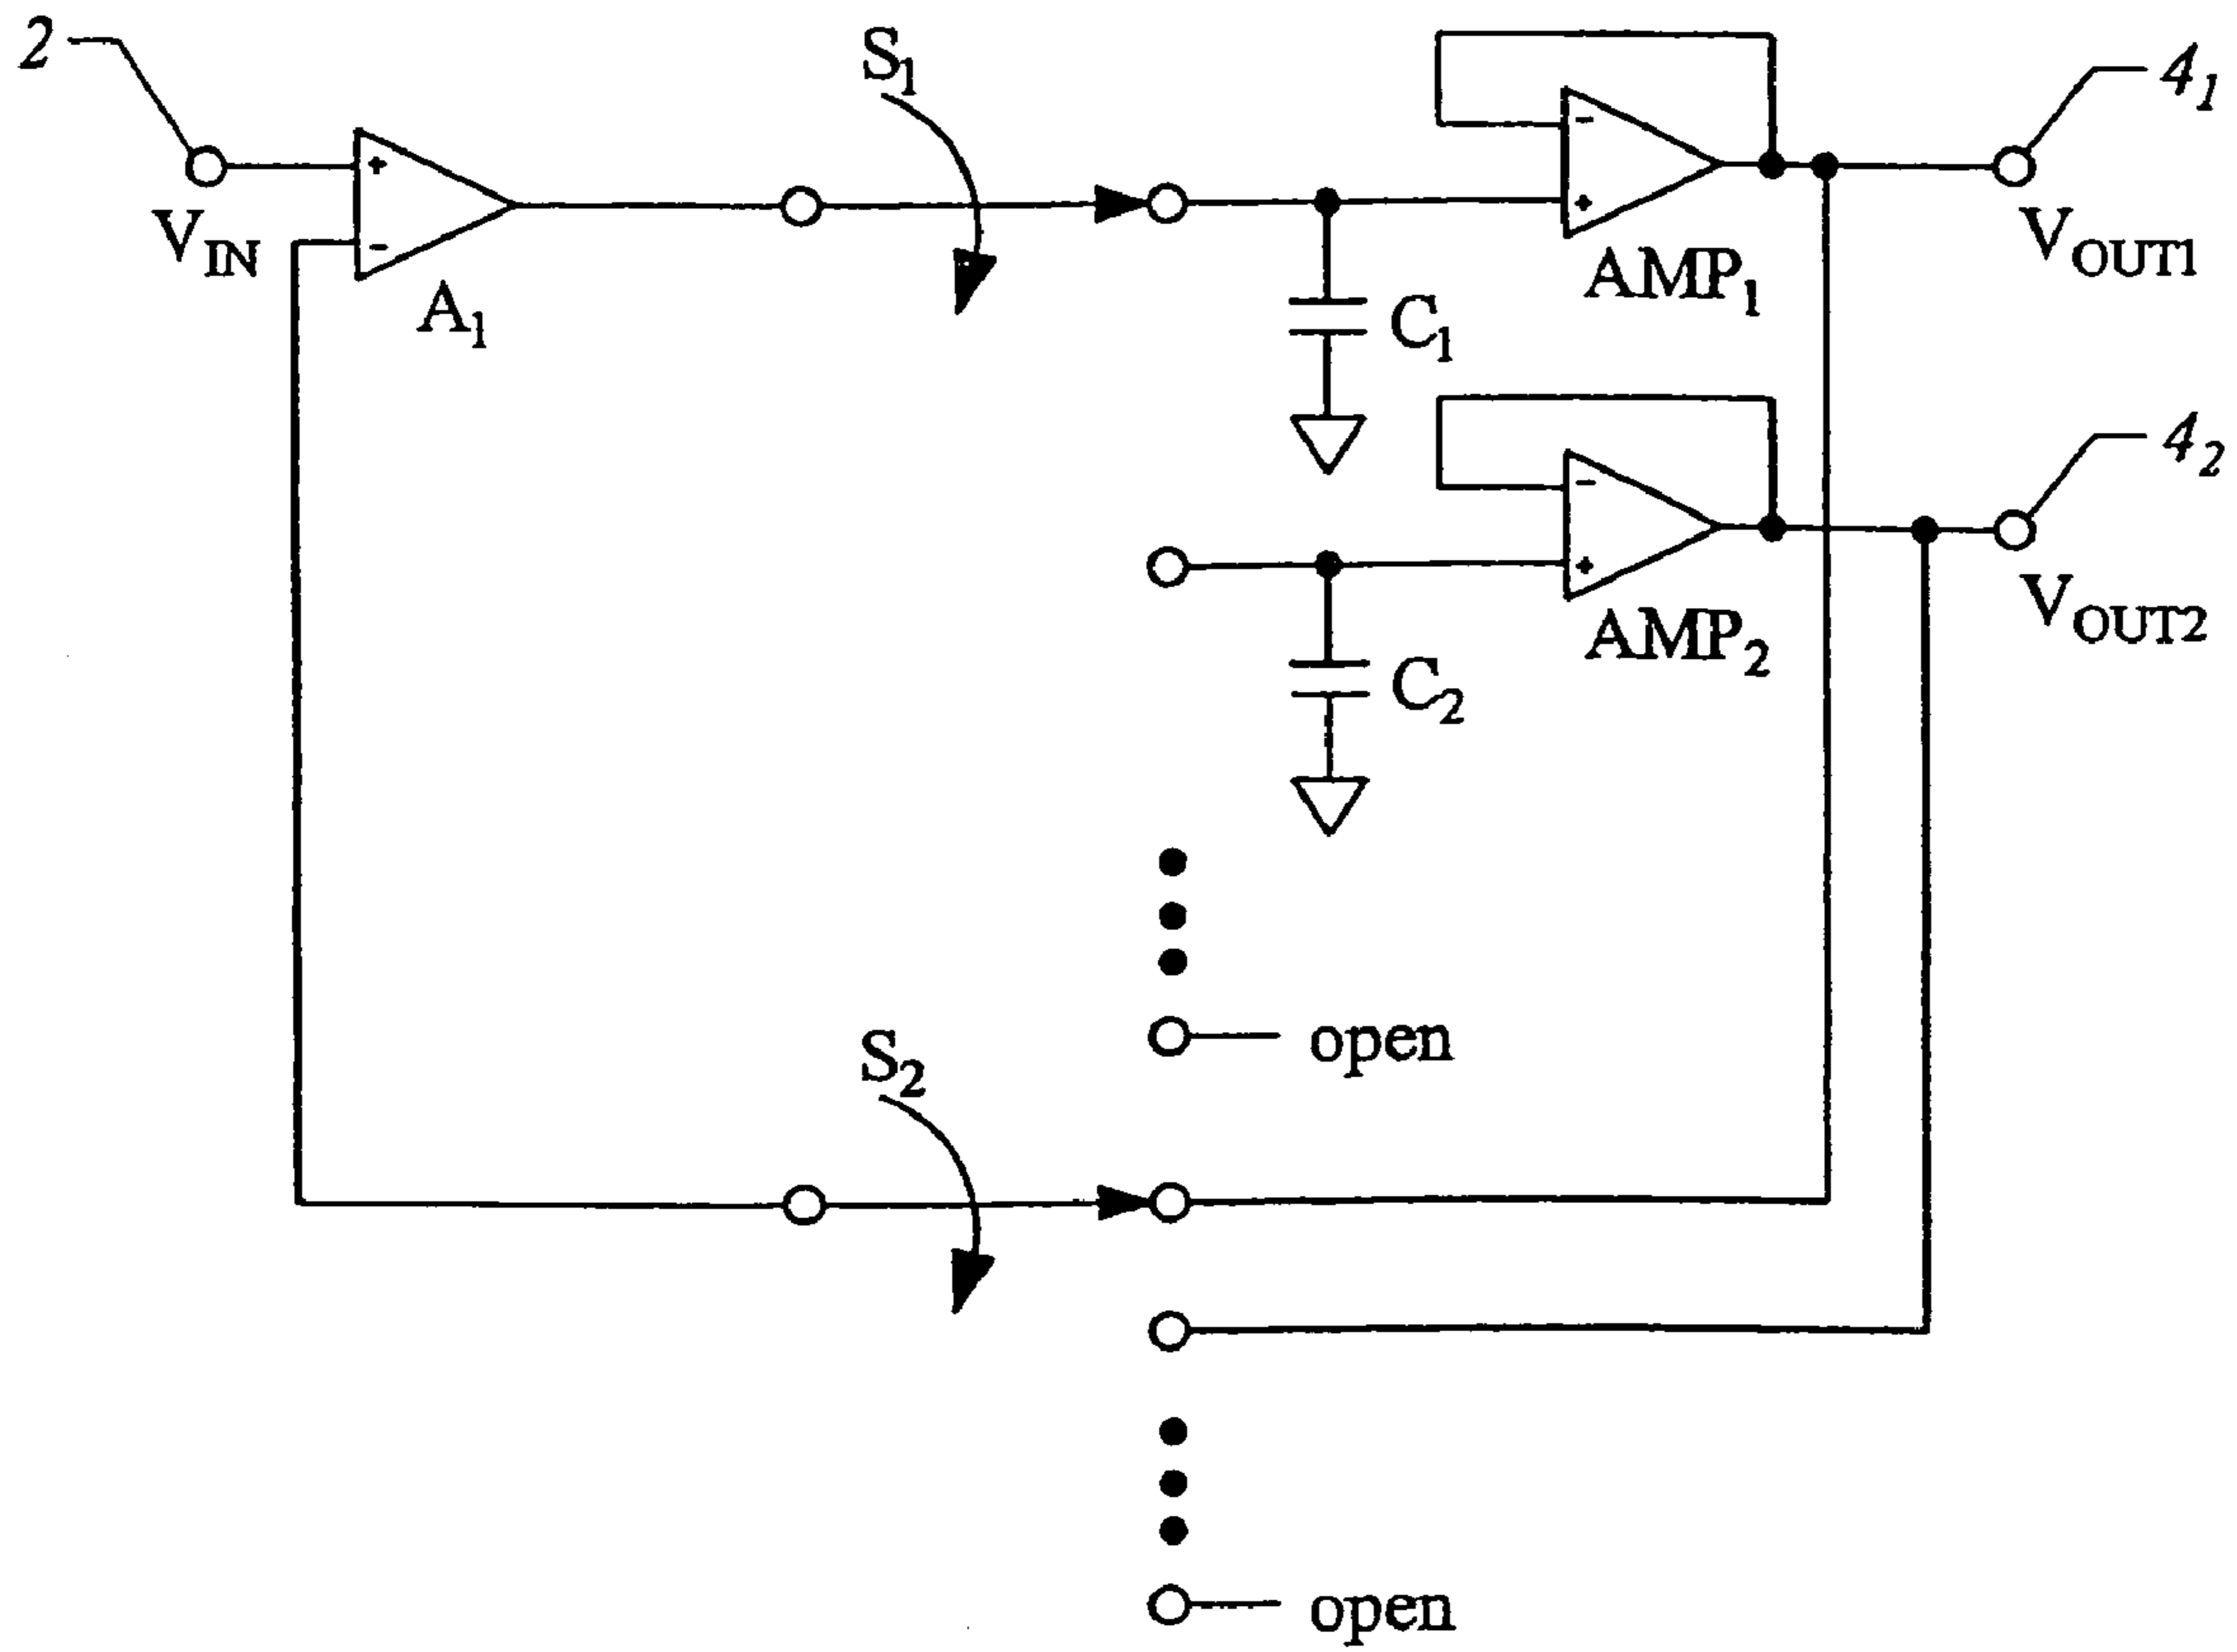 2
S1
41
+
-
VIN
A1
-
+
AMP1
VOUT1
C1
42
-
+
AMP2
VOUT2
C2
open
S2
open